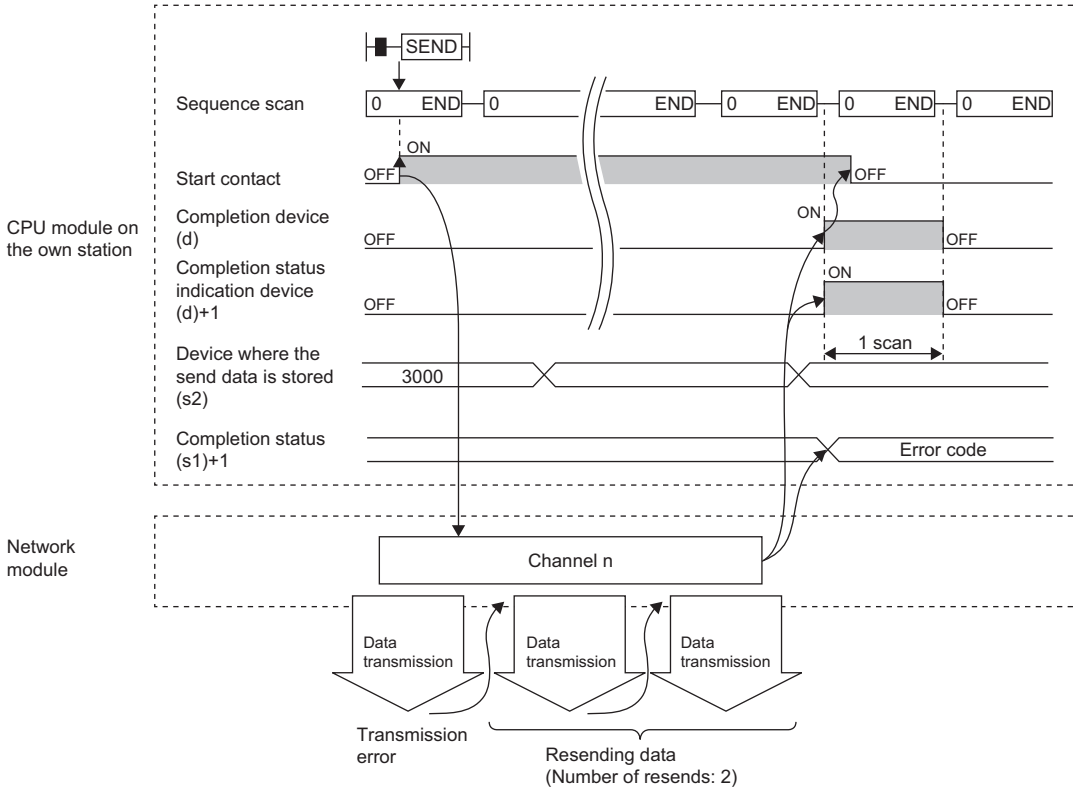 SEND
Sequence scan
0 END 0 END 0 END 0 END 0 END
ON
Start contact
OFF
OFF
CPU module on
the own station
Completion device
(d)
ON
OFF
OFF
Completion status
indication device
(d)+1
ON
OFF
OFF
1 scan
Device where the
send data is stored
(s2)
3000
Completion status
(s1)+1
Error code
Network
module
Channel n
Data
transmission
Data
transmission
Data
transmission
Transmission
error
Resending data
(Number of resends: 2)